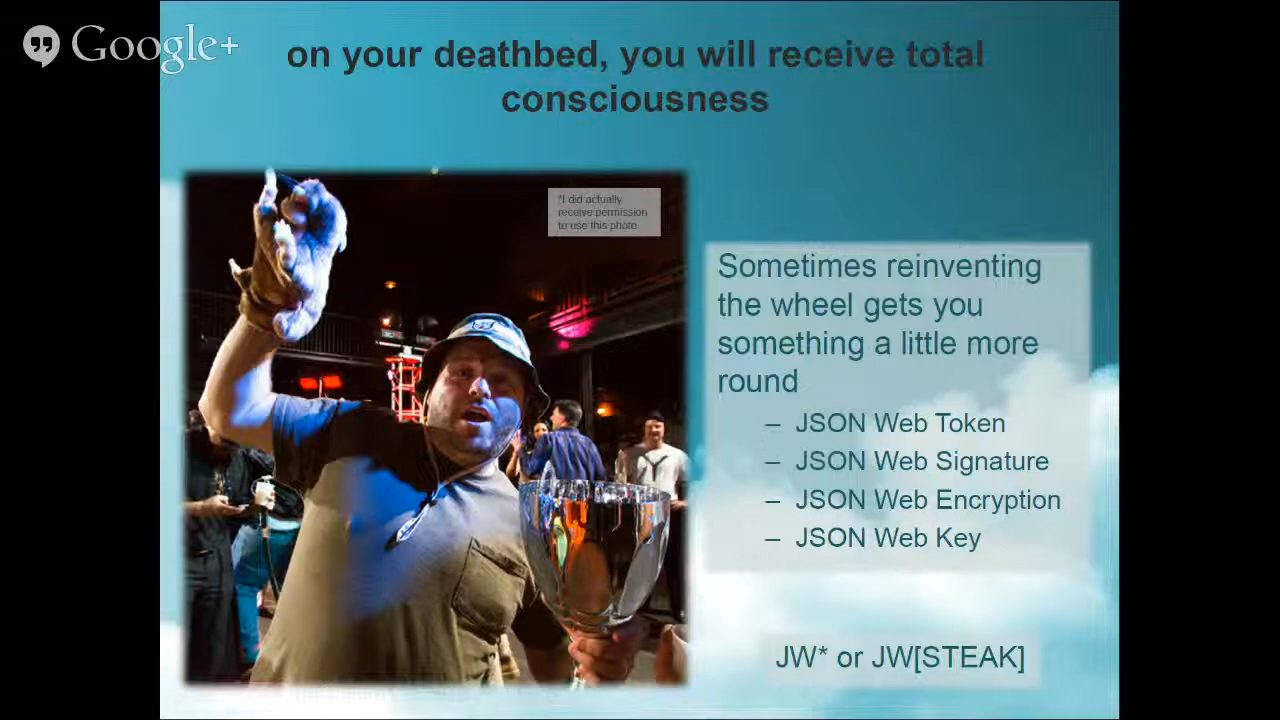 Google+
on your deathbed, you will receive total
consciousness
*I did actually
receive permission
to use this photo
Sometimes reinventing
the wheel gets you
something a little more
round
– JSON Web Token
– JSON Web Signature
– JSON Web Encryption
– JSON Web Key
JW* or JW[STEAK]